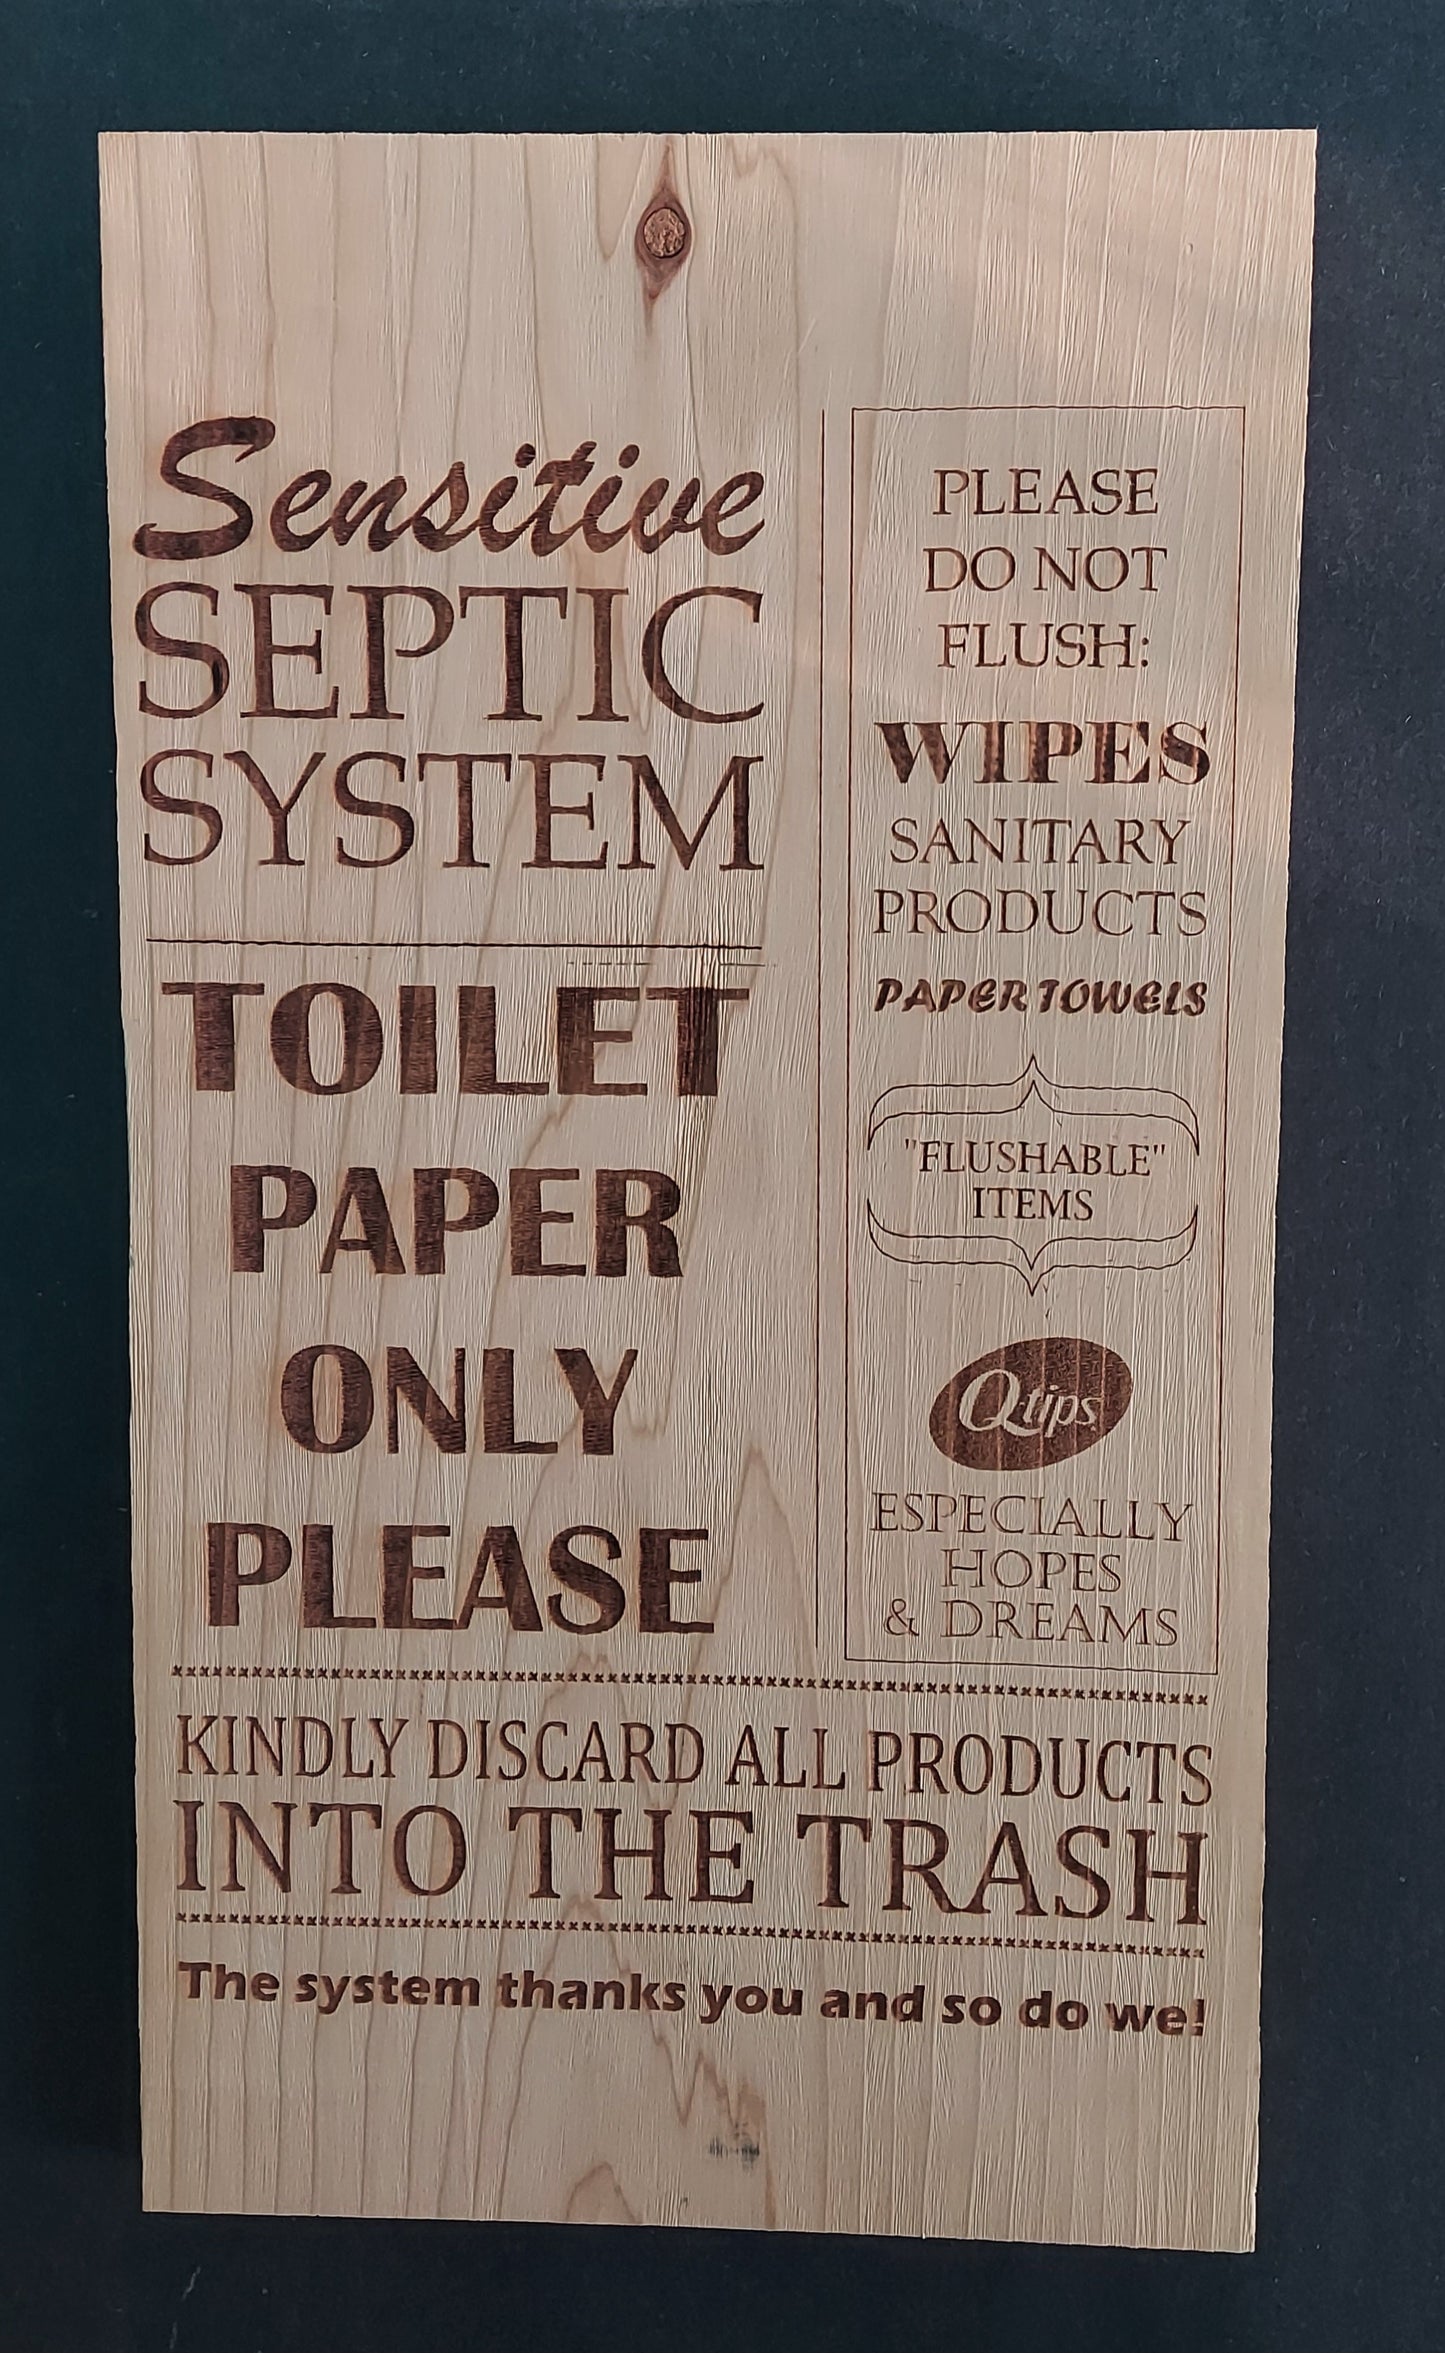 Sensitive
SEPTIC
SYSTEM
TOILET
PAPER
ONLY
PLEASE
PLEASE
DO NOT
FLUSH:
WIPES
SANITARY
PRODUCTS
PAPER TOWELS
"FLUSHABLE"
ITEMS
Q-tips
ESPECIALLY
HOPES
& DREAMS
KINDLY DISCARD ALL PRODUCTS
INTO THE TRASH
The system thanks you and so do we!